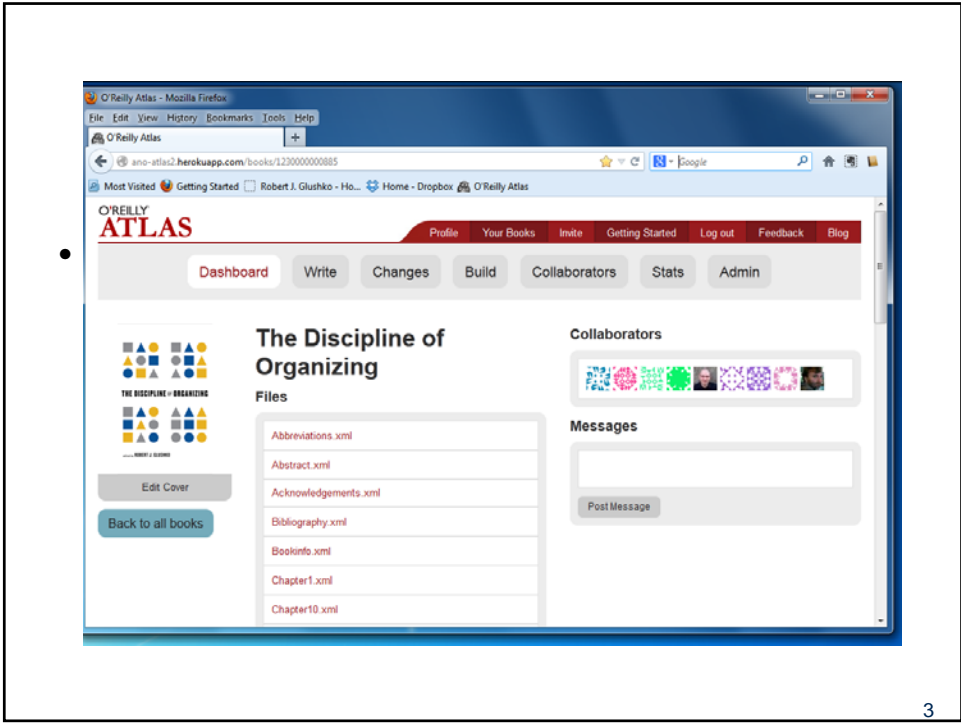 O'Reilly Atlas - Mozilla Firefox
File Edit View History Bookmarks Tools Help
O'Reilly Atlas +
ano-atlas2.herokuapp.com/books/1230000000885 Google
Most Visited Getting Started Robert J. Glushko - Ho... Home - Dropbox O'Reilly Atlas
O'REILLY
ATLAS
Profile Your Books Invite Getting Started Log out Feedback Blog
•
Dashboard Write Changes Build Collaborators Stats Admin
THE DISCIPLINE of ORGANIZING
ROBERT J. GLUSHKO
Edit Cover
Back to all books
The Discipline of
Organizing
Files
Abbreviations.xml
Abstract.xml
Acknowledgements.xml
Bibliography.xml
Bookinfo.xml
Chapter1.xml
Chapter10.xml
Collaborators
Messages
Post Message
3